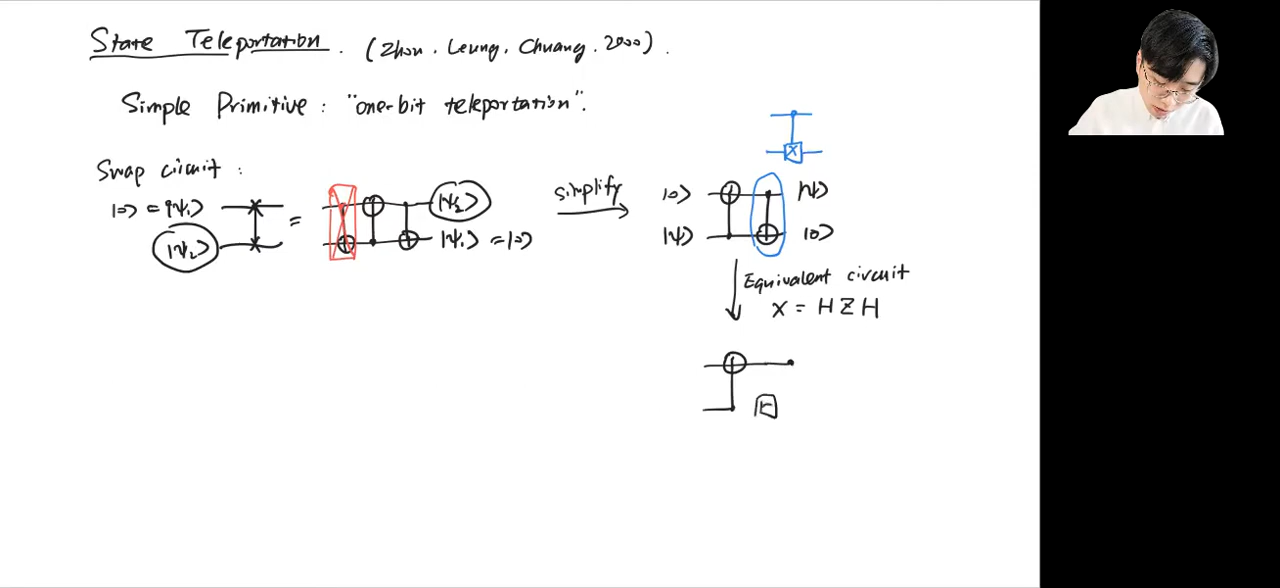 State Teleportation. (Zhou, Leung, Chuang, 2000).
Simple Primitive: "one-bit teleportation".
X
Swap circuit:
|0> = |ψ₁>
|ψ₂>
=
|ψ₂>
|ψ₁> = |0>
simplify
|0>
|ψ>
|ψ>
|0>
Equivalent circuit
X = HZH
H